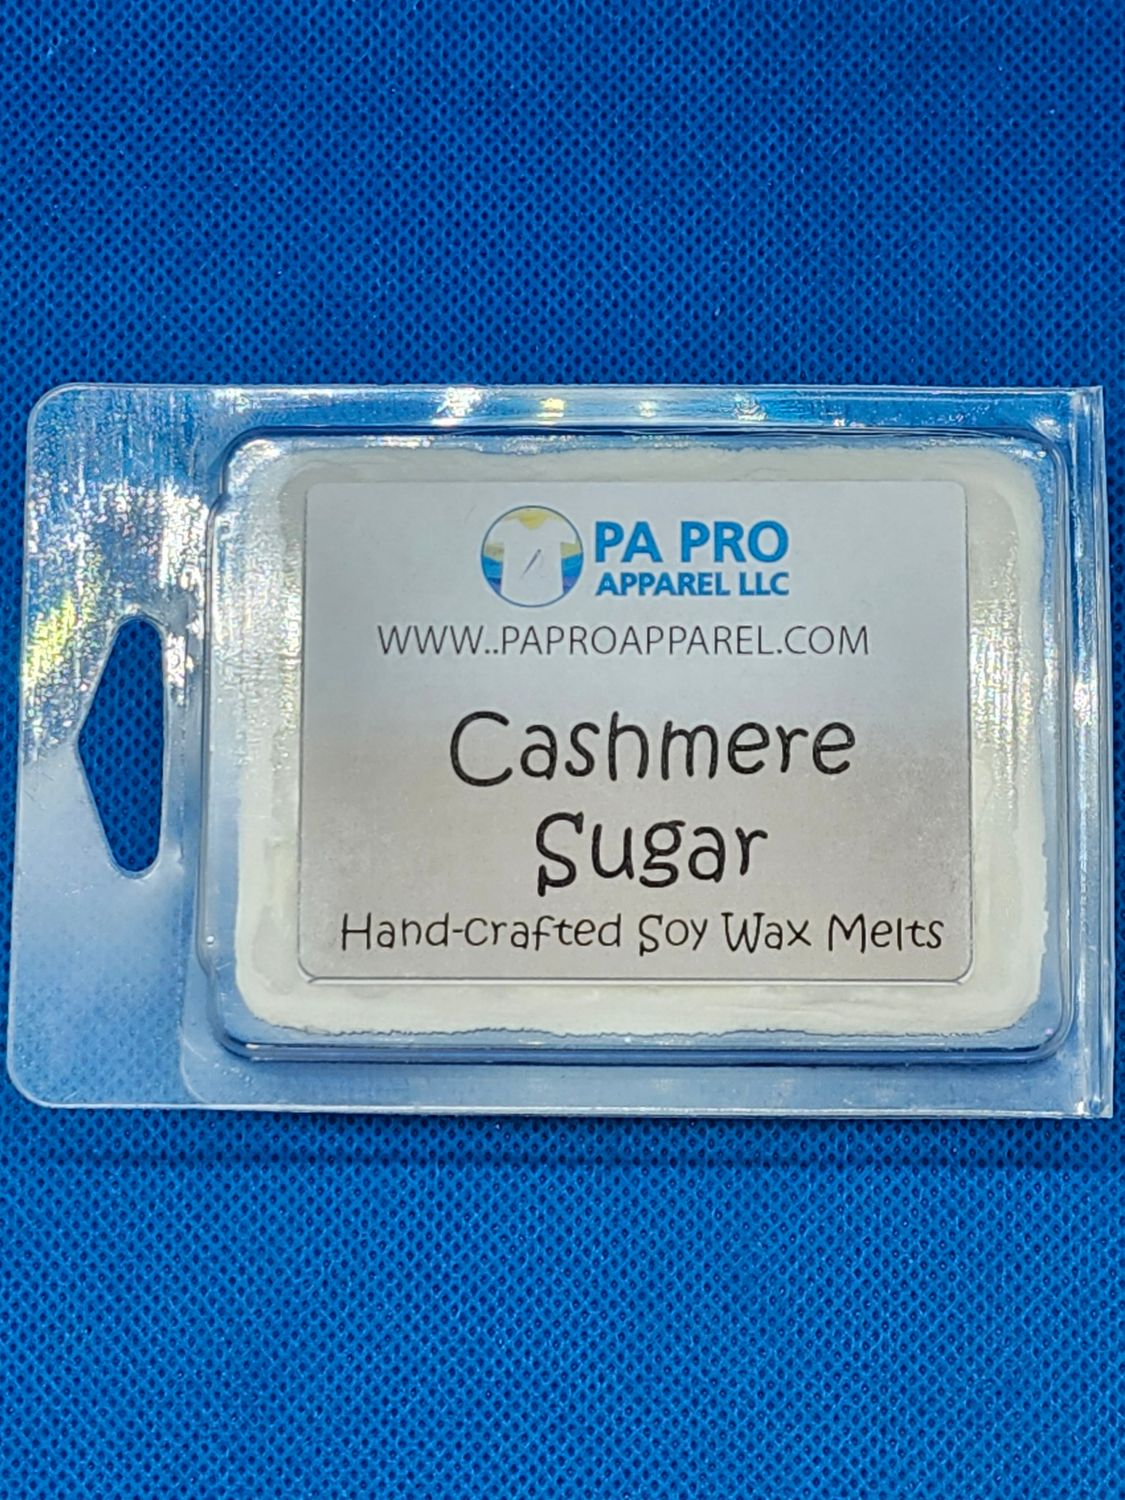 PA PRO
APPAREL LLC
WWW..PAPROAPPAREL.COM
Cashmere
Sugar
Hand-crafted Soy Wax Melts